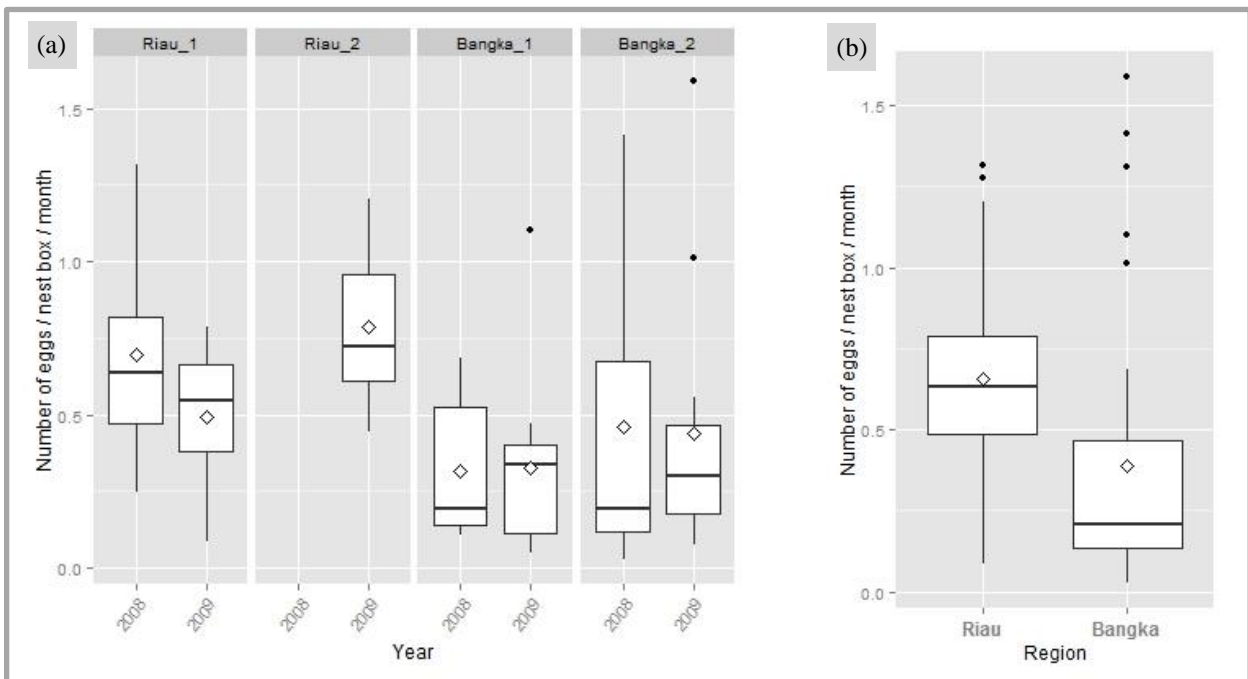 (a)
Riau_1 Riau_2 Bangka_1 Bangka_2
Number of eggs / nest box / month
1.5
1.0
0.5
0.0
2008 2009 2008 2009 2008 2009 2008 2009
Year
(b)
Number of eggs / nest box / month
1.5
1.0
0.5
0.0
Riau Bangka
Region